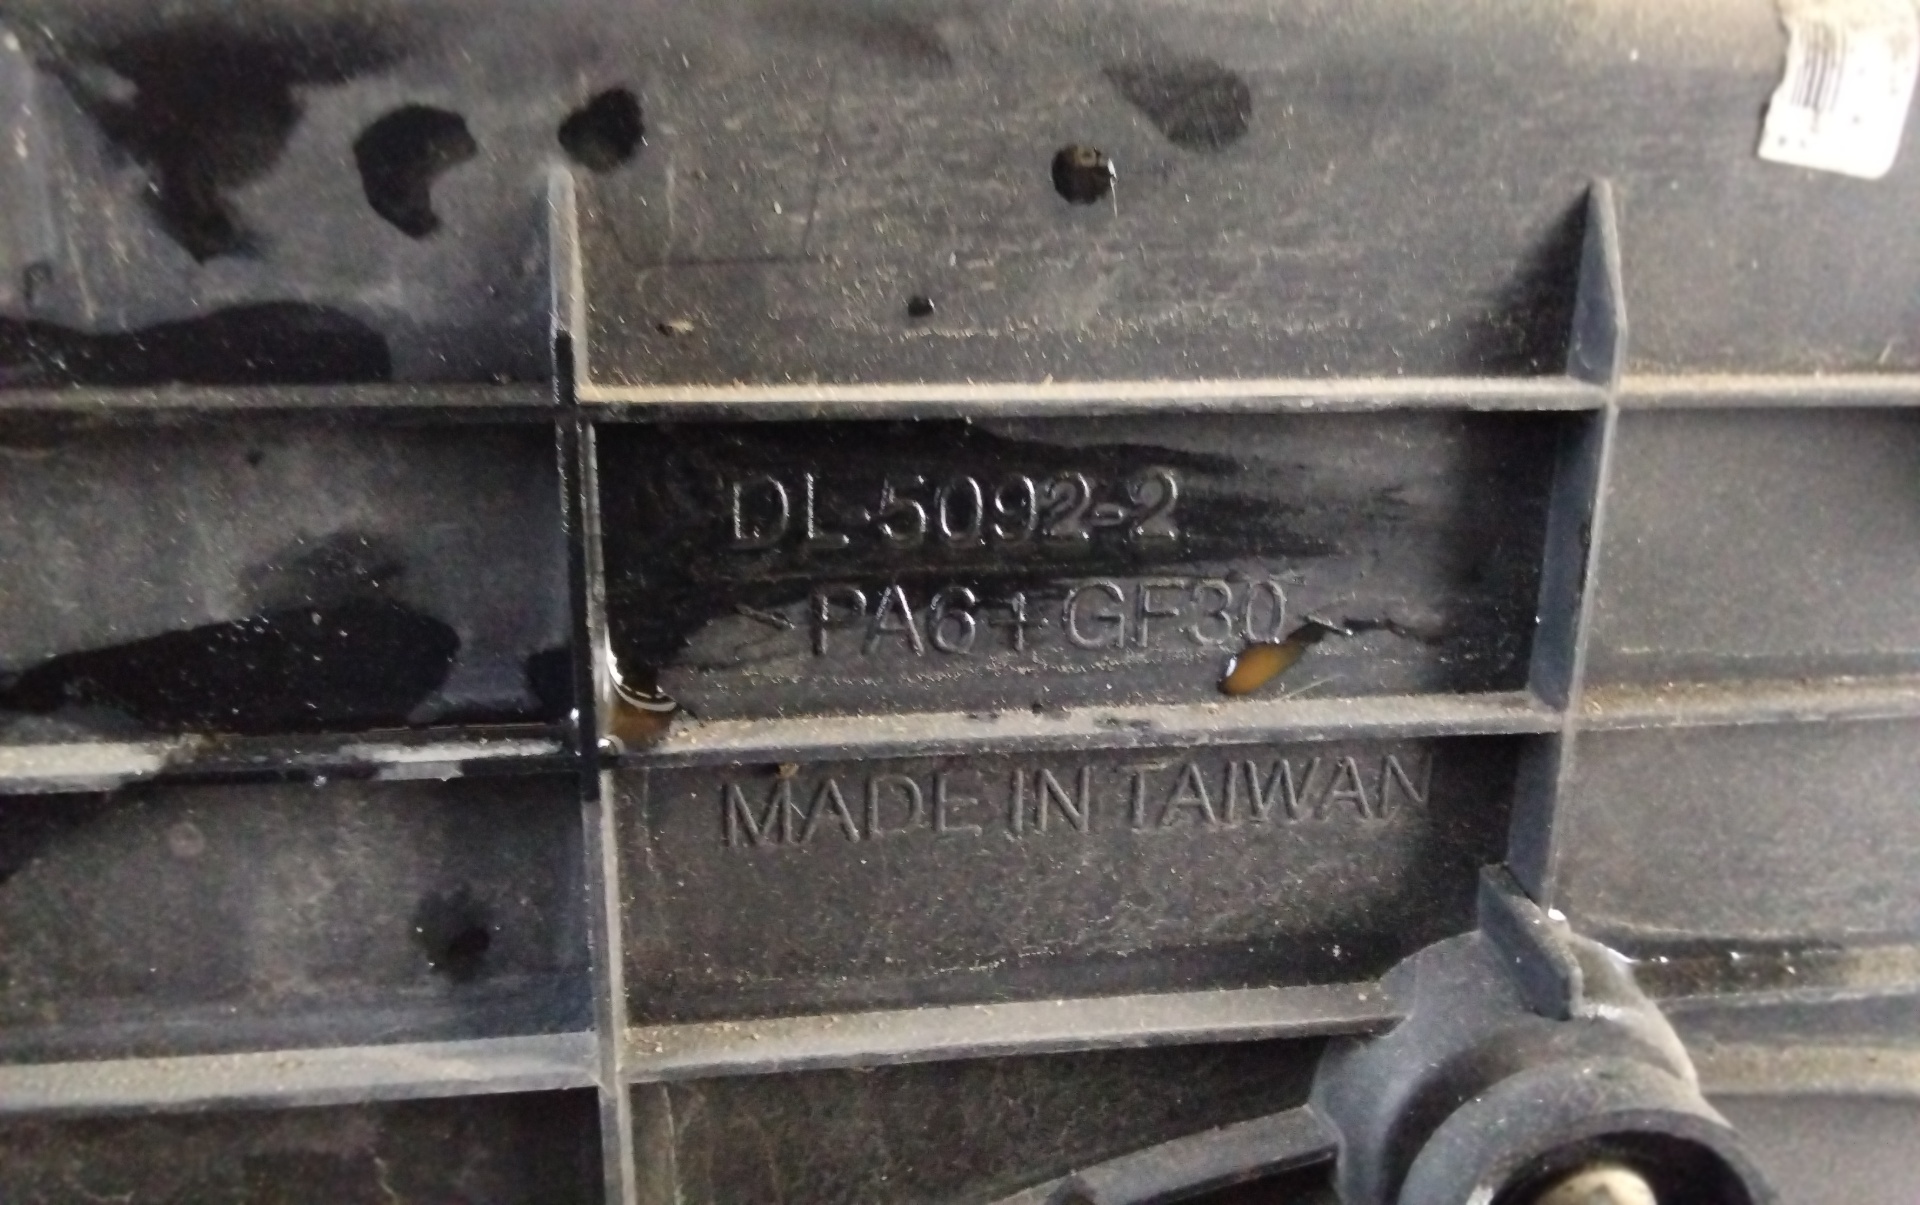 DL-5092-2
>PA6+GF30<
MADE IN TAIWAN